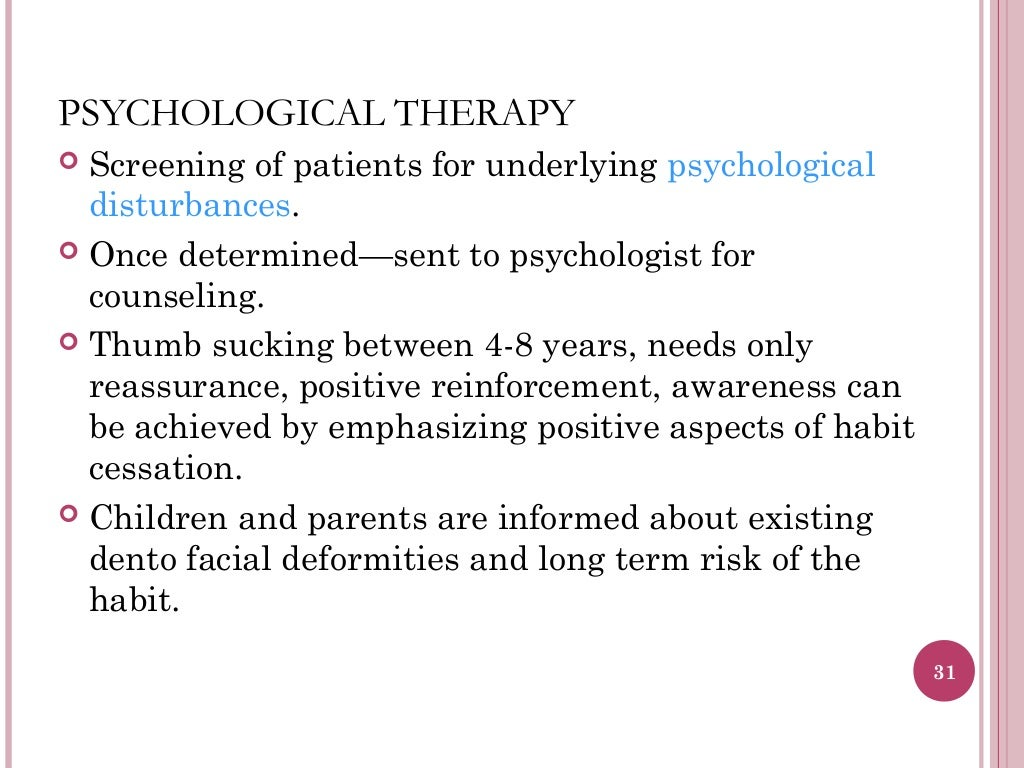 PSYCHOLOGICAL THERAPY
Screening of patients for underlying psychological
disturbances.
Once determined—sent to psychologist for
counseling.
Thumb sucking between 4-8 years, needs only
reassurance, positive reinforcement, awareness can
be achieved by emphasizing positive aspects of habit
cessation.
Children and parents are informed about existing
dento facial deformities and long term risk of the
habit.
31